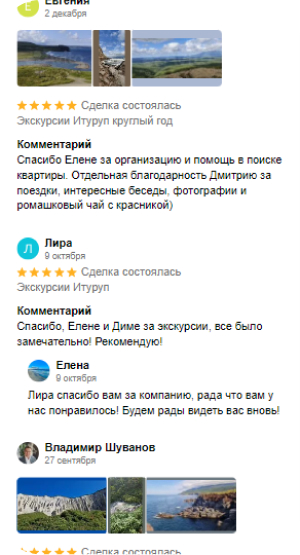 Евгения
Е
2 декабря
Сделка состоялась
Экскурсии Итуруп круглый год
Комментарий
Спасибо Елене за организацию и помощь в поиске
квартиры. Отдельная благодарность Дмитрию за
поездки, интересные беседы, фотографии и
ромашковый чай с красникой)
Л
Лира
9 октября
Сделка состоялась
Экскурсии Итуруп
Комментарий
Спасибо, Елене и Диме за экскурсии, все было
замечательно! Рекомендую!
Елена
9 октября
Лира спасибо вам за компанию, рада что вам у
нас понравилось! Будем рады видеть вас вновь!
Владимир Шуванов
27 сентября
Сделка состоялась